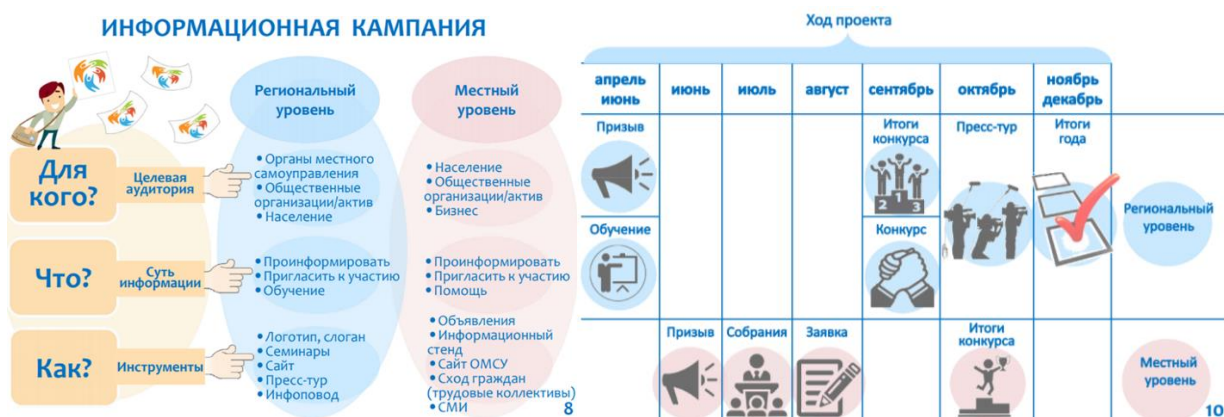 ИНФОРМАЦИОННАЯ КАМПАНИЯ
Региональный
уровень
Местный
уровень
Для
кого?
Целевая
аудитория
• Органы местного
самоуправления
• Общественные
организации/актив
• Население
• Население
• Общественные
организации/актив
• Бизнес
Что?
Суть
информации
• Проинформировать
• Пригласить к участию
• Обучение
• Проинформировать
• Пригласить к участию
• Помощь
Как?
Инструменты
• Логотип, слоган
• Семинары
• Сайт
• Пресс-тур
• Инфоповод
• Объявления
• Информационный
стенд
• Сайт ОМСУ
• Сход граждан
(трудовые коллективы)
• СМИ
8
Ход проекта
апрель
июнь
июнь
июль
август
сентябрь
октябрь
ноябрь
декабрь
Призыв
Итоги
конкурса
2 1 3
Пресс-тур
Итоги
года
Региональный
уровень
Обучение
Конкурс
Призыв
Собрания
Заявка
Итоги
конкурса
Местный
уровень
10